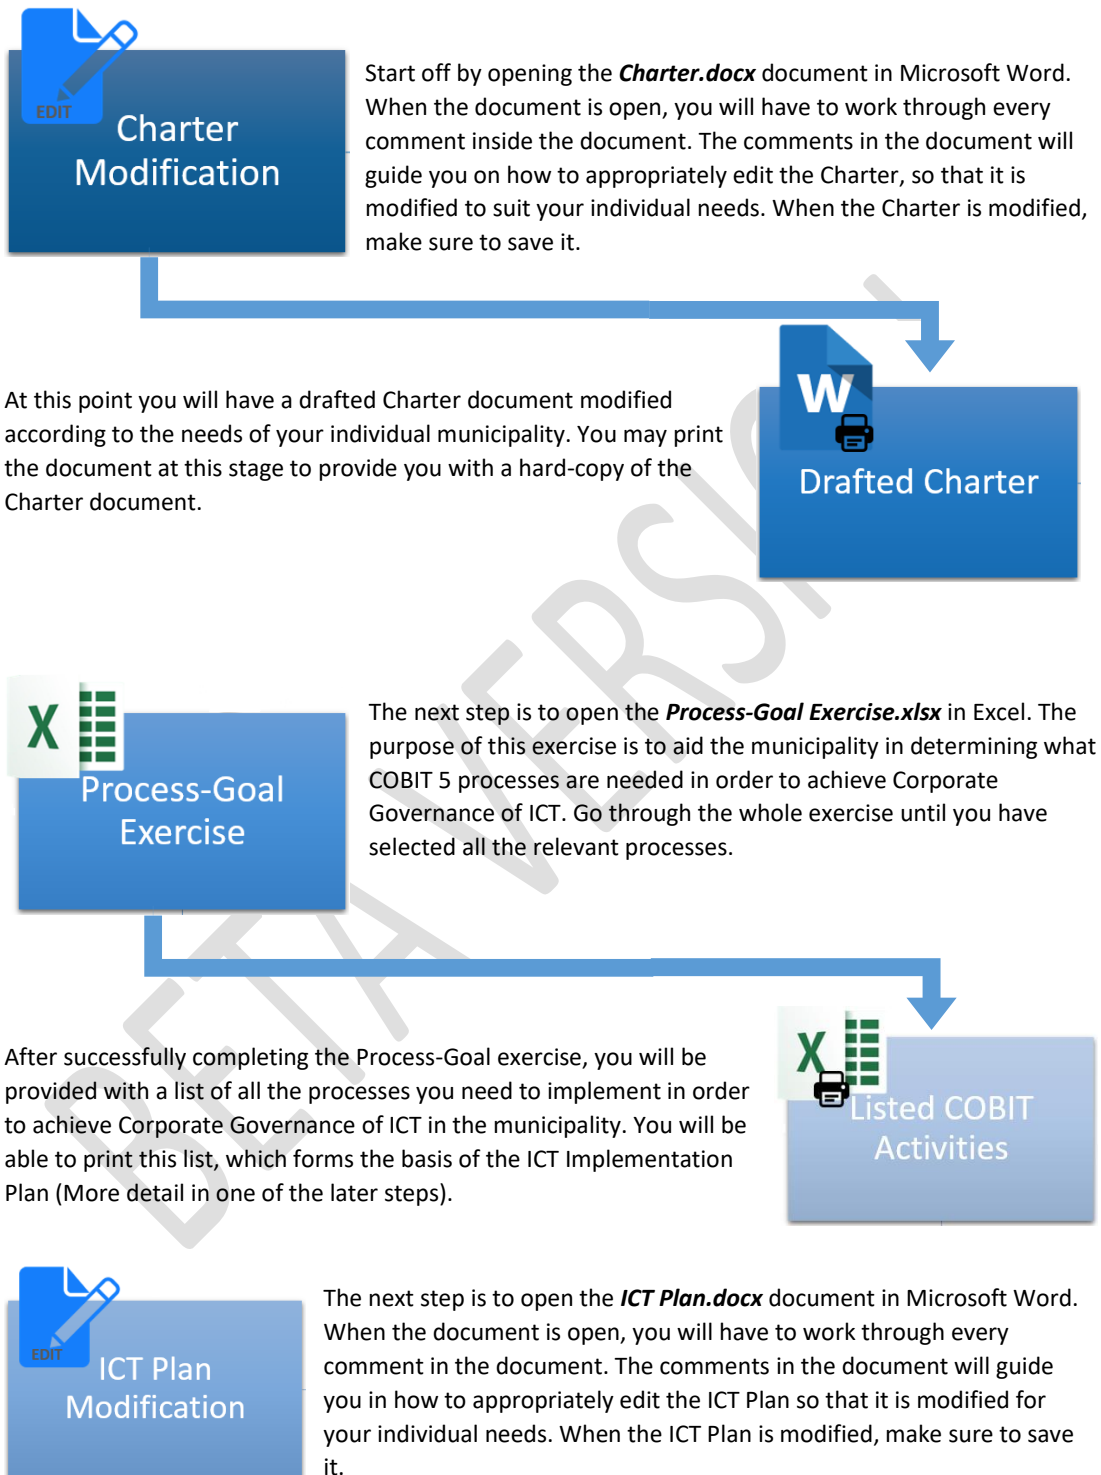 EDIT
Charter
Modification
Start off by opening the Charter.docx document in Microsoft Word.
When the document is open, you will have to work through every
comment inside the document. The comments in the document will
guide you on how to appropriately edit the Charter, so that it is
modified to suit your individual needs. When the Charter is modified,
make sure to save it.
At this point you will have a drafted Charter document modified
according to the needs of your individual municipality. You may print
the document at this stage to provide you with a hard-copy of the
Charter document.
W
Drafted Charter
X
Process-Goal
Exercise
The next step is to open the Process-Goal Exercise.xlsx in Excel. The
purpose of this exercise is to aid the municipality in determining what
COBIT 5 processes are needed in order to achieve Corporate
Governance of ICT. Go through the whole exercise until you have
selected all the relevant processes.
After successfully completing the Process-Goal exercise, you will be
provided with a list of all the processes you need to implement in order
to achieve Corporate Governance of ICT in the municipality. You will be
able to print this list, which forms the basis of the ICT Implementation
Plan (More detail in one of the later steps).
X
Listed COBIT
Activities
EDIT
ICT Plan
Modification
The next step is to open the ICT Plan.docx document in Microsoft Word.
When the document is open, you will have to work through every
comment in the document. The comments in the document will guide
you in how to appropriately edit the ICT Plan so that it is modified for
your individual needs. When the ICT Plan is modified, make sure to save
it.
BETA VERSION